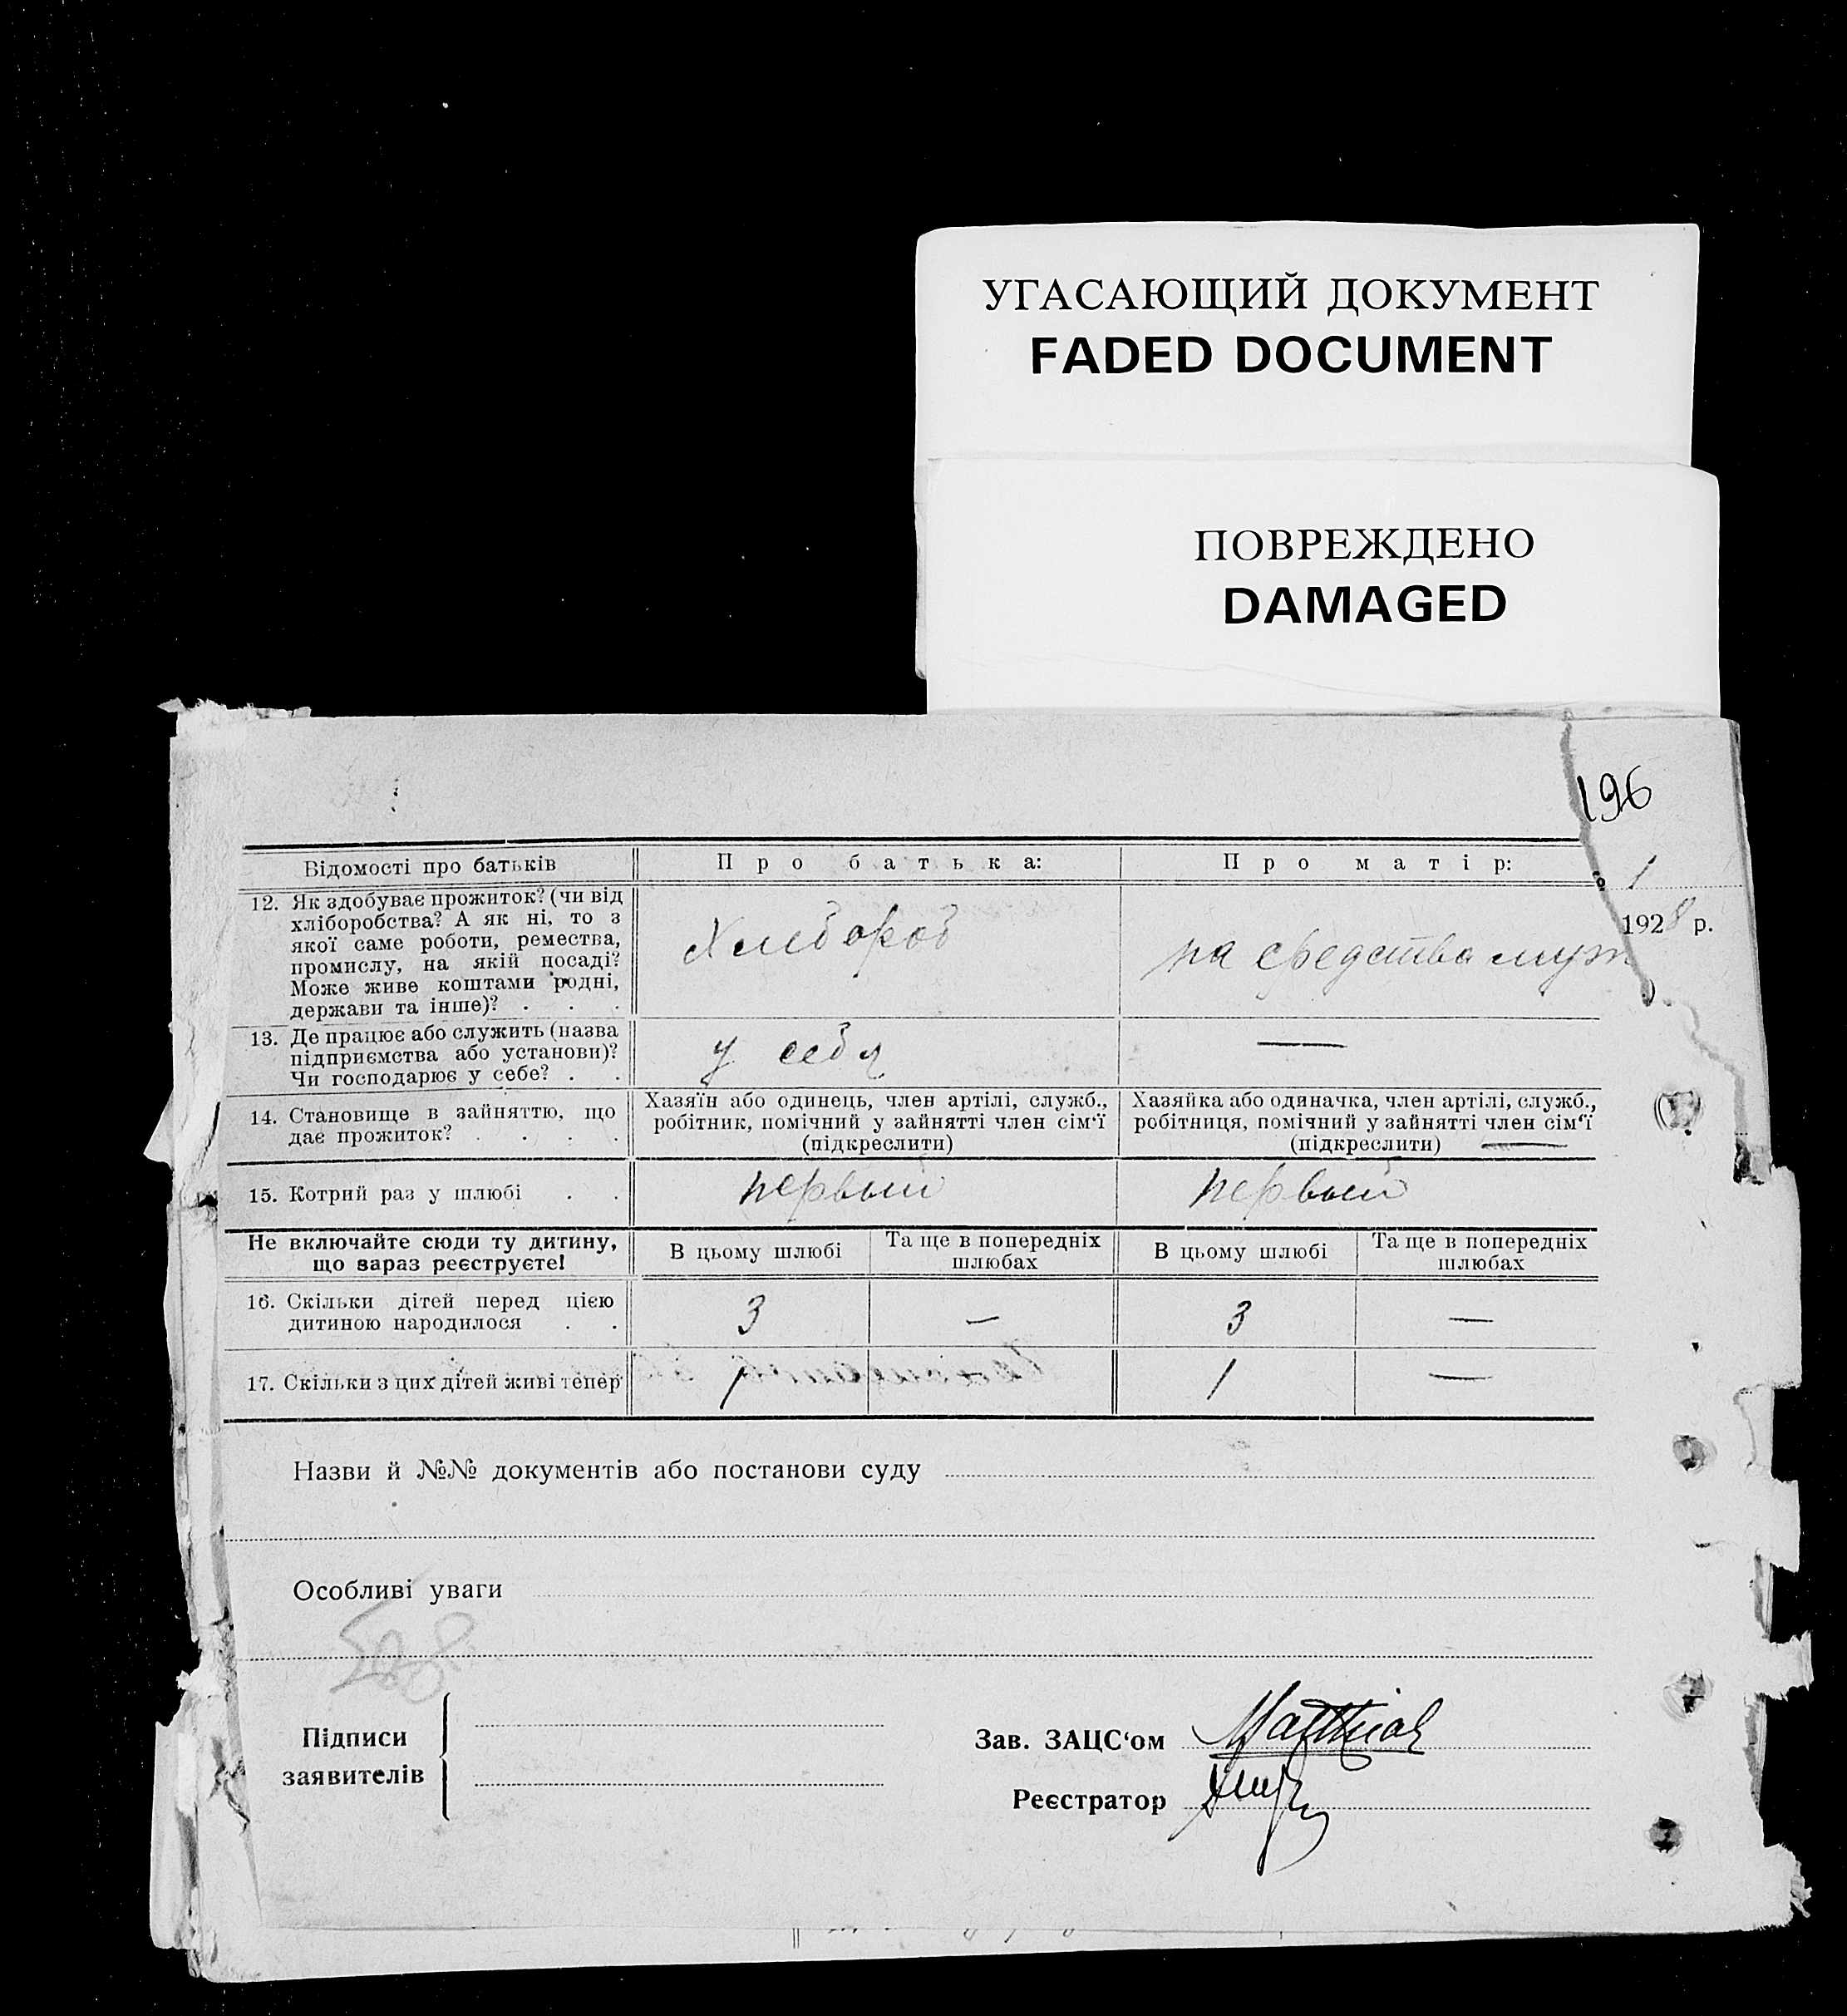 УГАСАЮЩИЙ ДОКУМЕНТ
FADED DOCUMENT
ПОВРЕЖДЕНО
DAMAGED
196
1
1928 р.
Відомості про батьків
Про батька:
Про матір:
12. Як здобуває прожиток? (чи від
хліборобства? А як ні, то з
якої саме роботи, ремества,
промислу, на якій посаді?
Може живе коштами родні,
держави та інше)? . . .
Хлебороб
на средства муж
13. Де працює або служить (назва
підприємства або установи)?
Чи господарює у себе? . .
у себя
—
14. Становище в зайняттю, що
дає прожиток? . . . .
Хазяїн або одинець, член артілі, служб.,
робітник, помічний у зайнятті член сім‘ї
(підкреслити)
Хазяйка або одиначка, член артілі, служб.,
робітниця, помічний у зайнятті член сім‘ї
(підкреслити) —
15. Котрий раз у шлюбі . .
первый
первый
Не включайте сюди ту дитину,
що зараз реєструєте!
В цьому шлюбі
Та ще в попередніх
шлюбах
В цьому шлюбі
Та ще в попередніх
шлюбах
16. Скільки дітей перед цією
дитиною народилося . .
3
—
3
—
17. Скільки з цих дітей живі тепер
1
1
—
Назви й №№ документів або постанови суду
Особливі уваги
Підписи
заявителів
Зав. ЗАЦС‘ом
Реєстратор